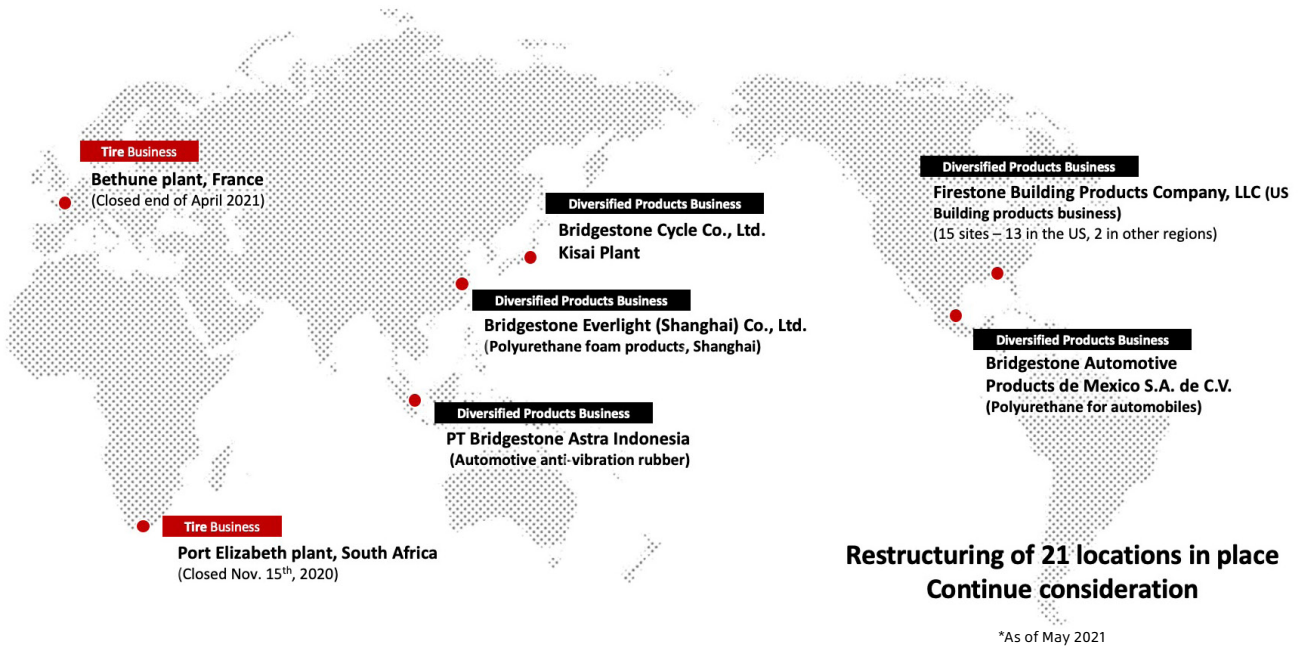 Tire Business
Bethune plant, France
(Closed end of April 2021)
Diversified Products Business
Bridgestone Cycle Co., Ltd.
Kisai Plant
Diversified Products Business
Bridgestone Everlight (Shanghai) Co., Ltd.
(Polyurethane foam products, Shanghai)
Diversified Products Business
PT Bridgestone Astra Indonesia
(Automotive anti-vibration rubber)
Tire Business
Port Elizabeth plant, South Africa
(Closed Nov. 15th, 2020)
Diversified Products Business
Firestone Building Products Company, LLC (US
Building products business)
(15 sites – 13 in the US, 2 in other regions)
Diversified Products Business
Bridgestone Automotive
Products de Mexico S.A. de C.V.
(Polyurethane for automobiles)
Restructuring of 21 locations in place
Continue consideration
*As of May 2021